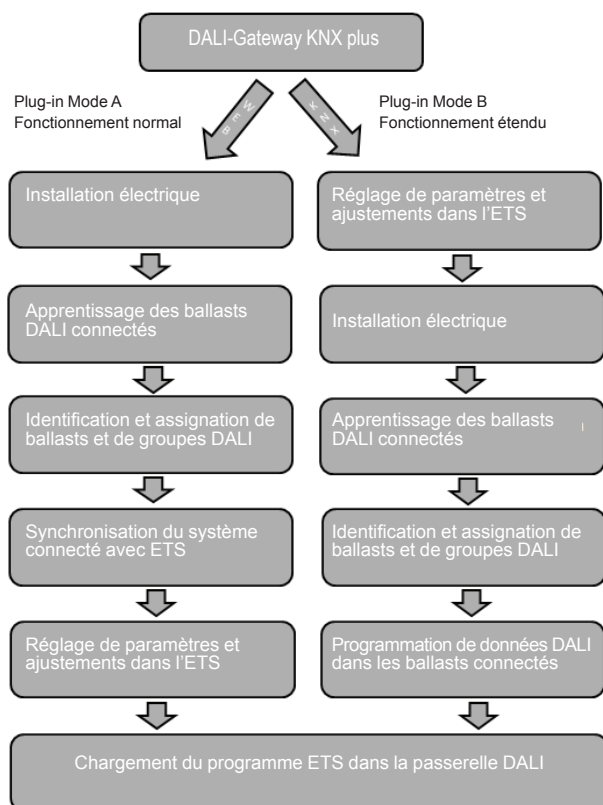 DALI-Gateway KNX plus
Plug-in Mode A
Fonctionnement normal
WEB
KNX
Plug-in Mode B
Fonctionnement étendu
Installation électrique
Réglage de paramètres et
ajustements dans l'ETS
Apprentissage des ballasts
DALI connectés
Installation électrique
Identification et assignation de
ballasts et de groupes DALI
Apprentissage des ballasts
DALI connectés
Synchronisation du système
connecté avec ETS
Identification et assignation de
ballasts et de groupes DALI
Réglage de paramètres et
ajustements dans l'ETS
Programmation de données DALI
dans les ballasts connectés
Chargement du programme ETS dans la passerelle DALI